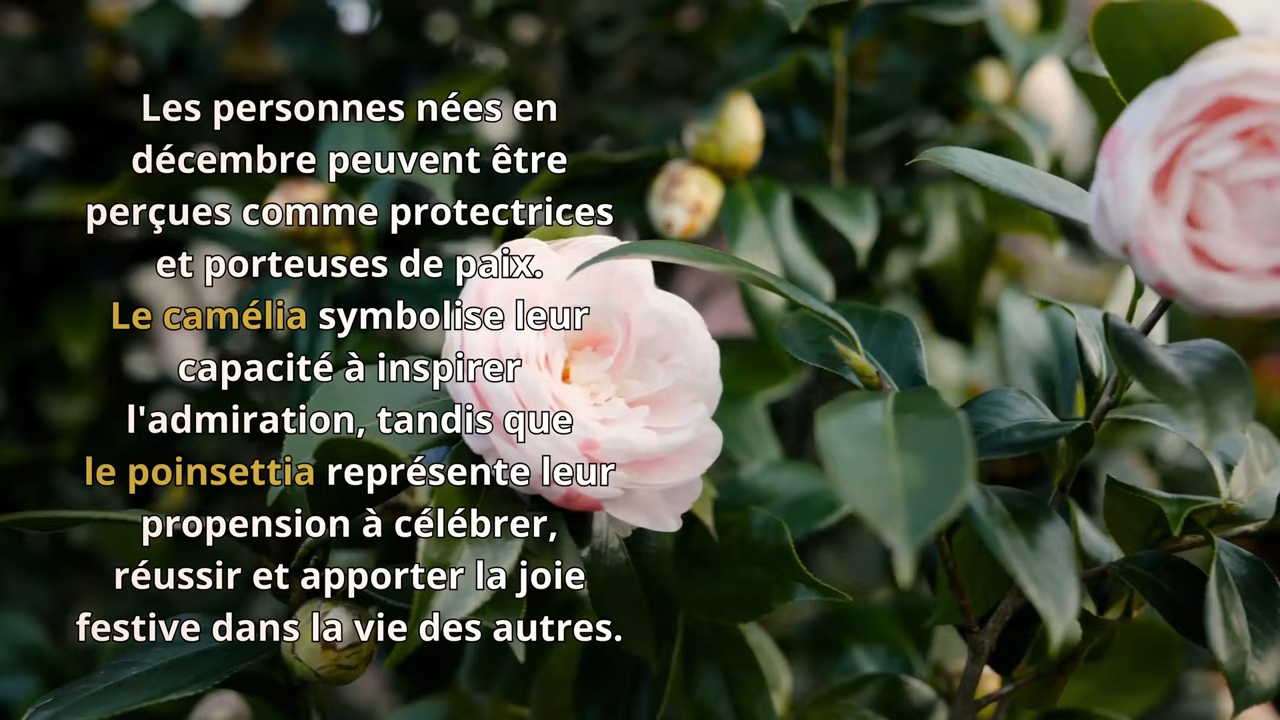 Les personnes nées en
décembre peuvent être
perçues comme protectrices
et porteuses de paix.
Le camélia symbolise leur
capacité à inspirer
l'admiration, tandis que
le poinsettia représente leur
propension à célébrer,
réussir et apporter la joie
festive dans la vie des autres.